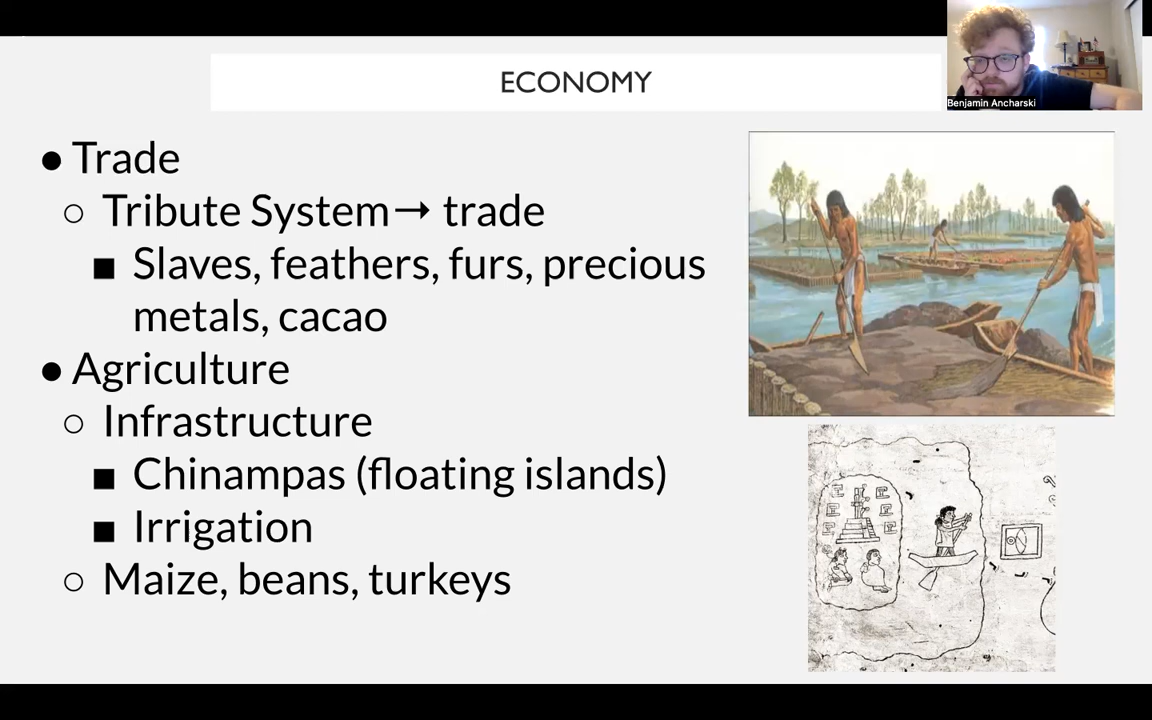 ECONOMY
Benjamin Ancharski
● Trade
○ Tribute System→ trade
■ Slaves, feathers, furs, precious
metals, cacao
● Agriculture
○ Infrastructure
■ Chinampas (floating islands)
■ Irrigation
○ Maize, beans, turkeys